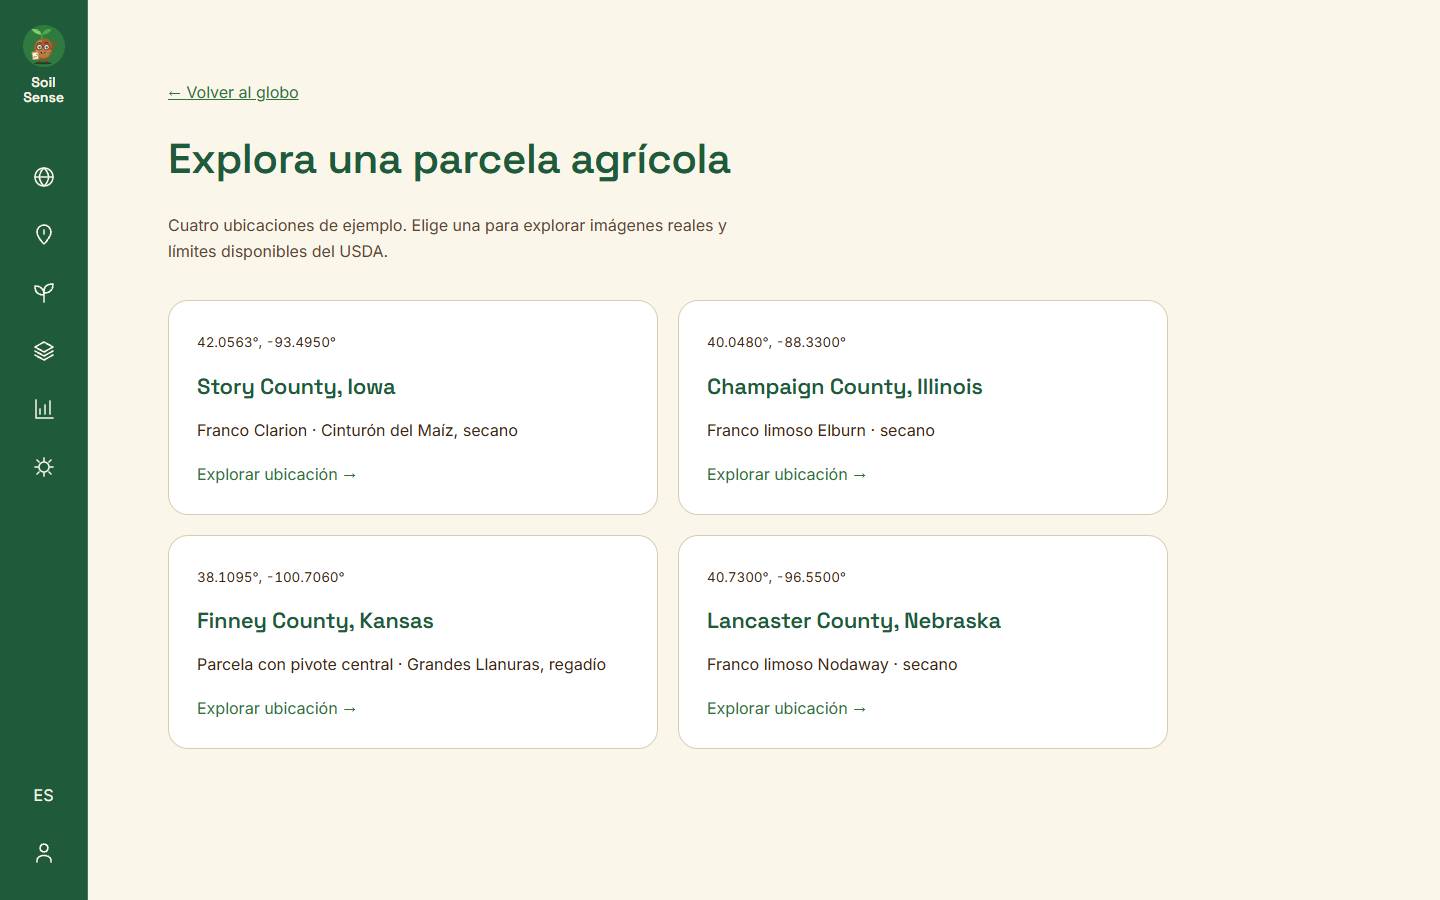 Soil
Sense
← Volver al globo
Explora una parcela agrícola
Cuatro ubicaciones de ejemplo. Elige una para explorar imágenes reales y
límites disponibles del USDA.
42.0563°, -93.4950°
Story County, Iowa
Franco Clarion · Cinturón del Maíz, secano
Explorar ubicación →
40.0480°, -88.3300°
Champaign County, Illinois
Franco limoso Elburn · secano
Explorar ubicación →
38.1095°, -100.7060°
Finney County, Kansas
Parcela con pivote central · Grandes Llanuras, regadío
Explorar ubicación →
40.7300°, -96.5500°
Lancaster County, Nebraska
Franco limoso Nodaway · secano
Explorar ubicación →
ES